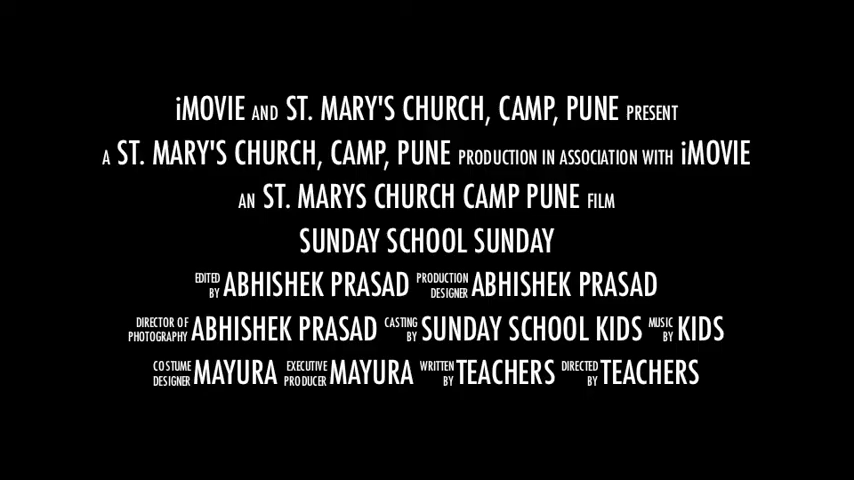 iMOVIE AND ST. MARY'S CHURCH, CAMP, PUNE PRESENT
A ST. MARY'S CHURCH, CAMP, PUNE PRODUCTION IN ASSOCIATION WITH iMOVIE
AN ST. MARYS CHURCH CAMP PUNE FILM
SUNDAY SCHOOL SUNDAY
EDITED BY ABHISHEK PRASAD PRODUCTION DESIGNER ABHISHEK PRASAD
DIRECTOR OF PHOTOGRAPHY ABHISHEK PRASAD CASTING BY SUNDAY SCHOOL KIDS MUSIC BY KIDS
COSTUME DESIGNER MAYURA EXECUTIVE PRODUCER MAYURA WRITTEN BY TEACHERS DIRECTED BY TEACHERS